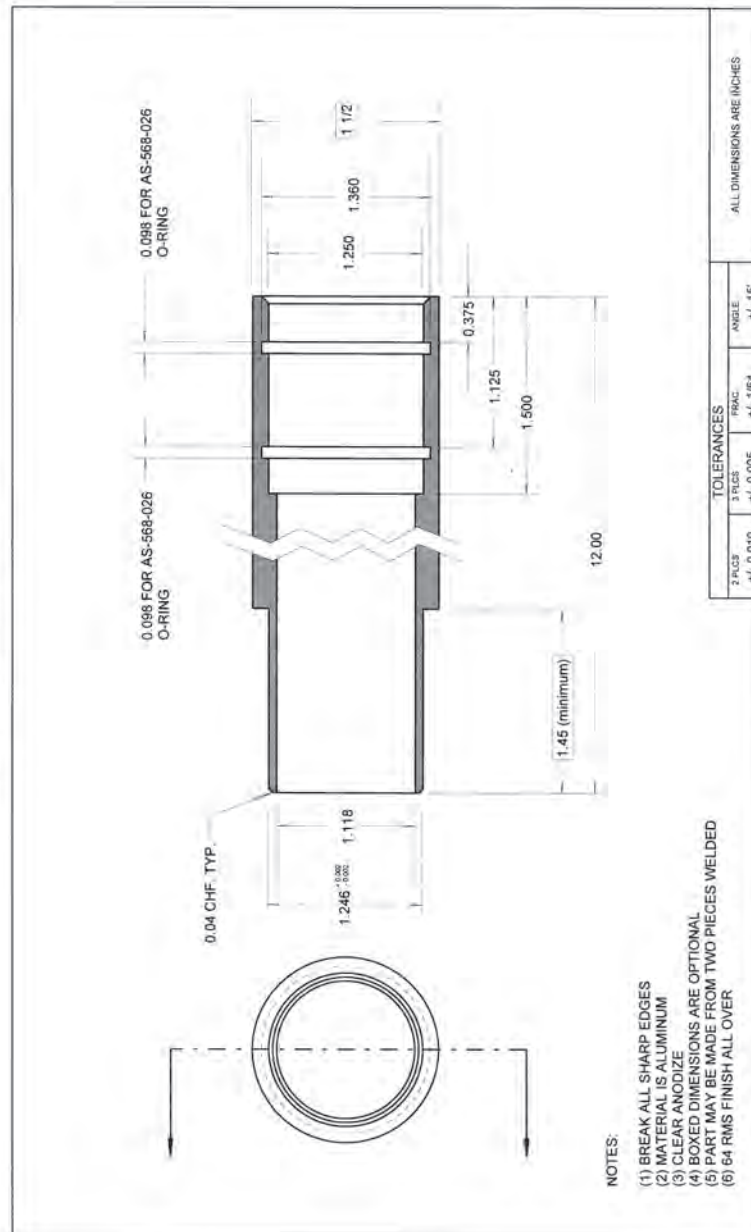 0.098 FOR AS-568-026
O-RING
0.098 FOR AS-568-026
O-RING
1 1/2
1.360
1.250
0.375
1.125
1.500
12.00
1.45 (minimum)
0.04 CHF. TYP.
1.118
1.246
NOTES:
(1) BREAK ALL SHARP EDGES
(2) MATERIAL IS ALUMINUM
(3) CLEAR ANODIZE
(4) BOXED DIMENSIONS ARE OPTIONAL
(5) PART MAY BE MADE FROM TWO PIECES WELDED
(6) 64 RMS FINISH ALL OVER
TOLERANCES
2 PLCS
3 PLCS
FRAC.
ANGLE
ALL DIMENSIONS ARE INCHES